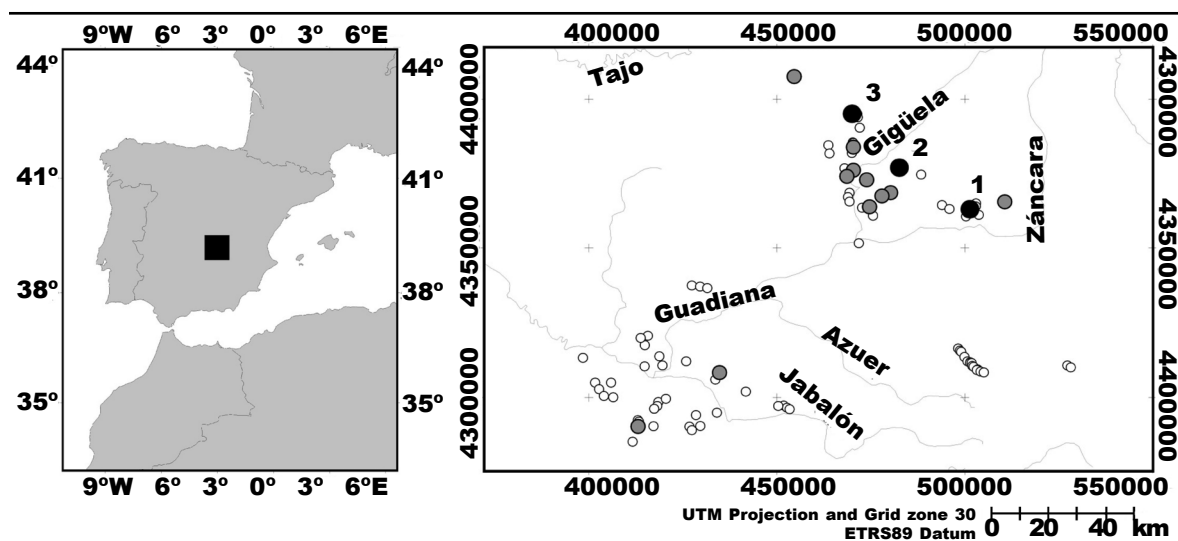 9ºW 6º 3º 0º 3º 6ºE
44º 44º
41º 41º
38º 38º
35º 35º
9ºW 6º 3º 0º 3º 6ºE
400000 450000 500000 550000
4400000 4300000
4350000 4350000
4300000 4400000
Tajo
3
Gigüela
2
1
Záncara
Guadiana
Azuer
Jabalón
400000 450000 500000 550000
UTM Projection and Grid zone 30
ETRS89 Datum
0 20 40 km